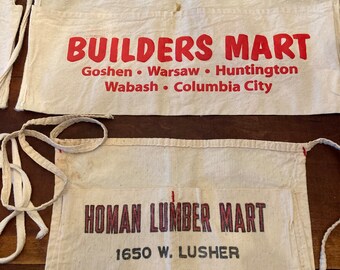 BUILDERS MART
Goshen • Warsaw • Huntington
Wabash • Columbia City
HOMAN LUMBER MART
1650 W. LUSHER